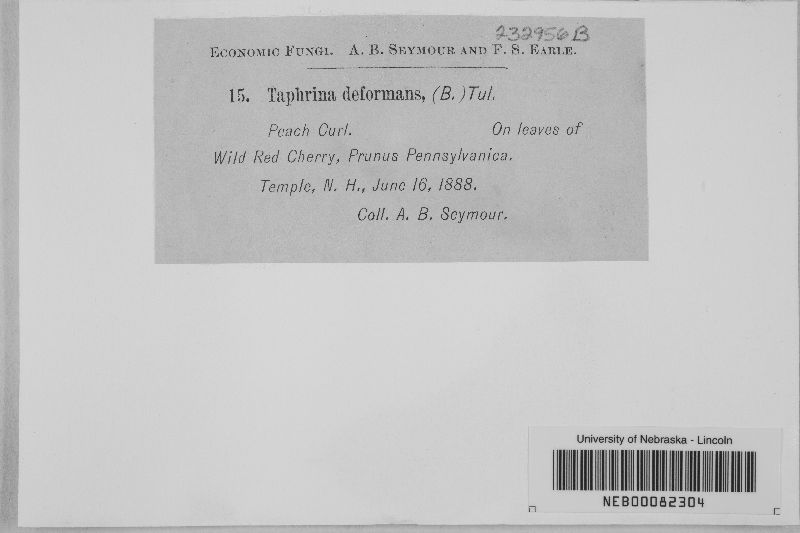 232956B
Economic Fungi. A. B. Seymour and F. S. Earle.
15. Taphrina deformans, (B.) Tul.
Peach Curl. On leaves of
Wild Red Cherry, Prunus Pennsylvanica.
Temple, N. H., June 16, 1888.
Coll. A. B. Seymour.
University of Nebraska - Lincoln
NEB00082304